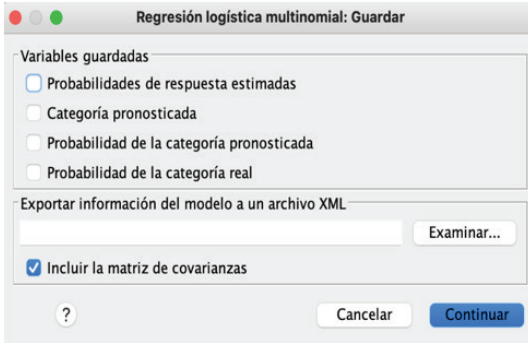 Regresión logística multinomial: Guardar
Variables guardadas
Probabilidades de respuesta estimadas
Categoría pronosticada
Probabilidad de la categoría pronosticada
Probabilidad de la categoría real
Exportar información del modelo a un archivo XML
Examinar...
Incluir la matriz de covarianzas
? Cancelar Continuar